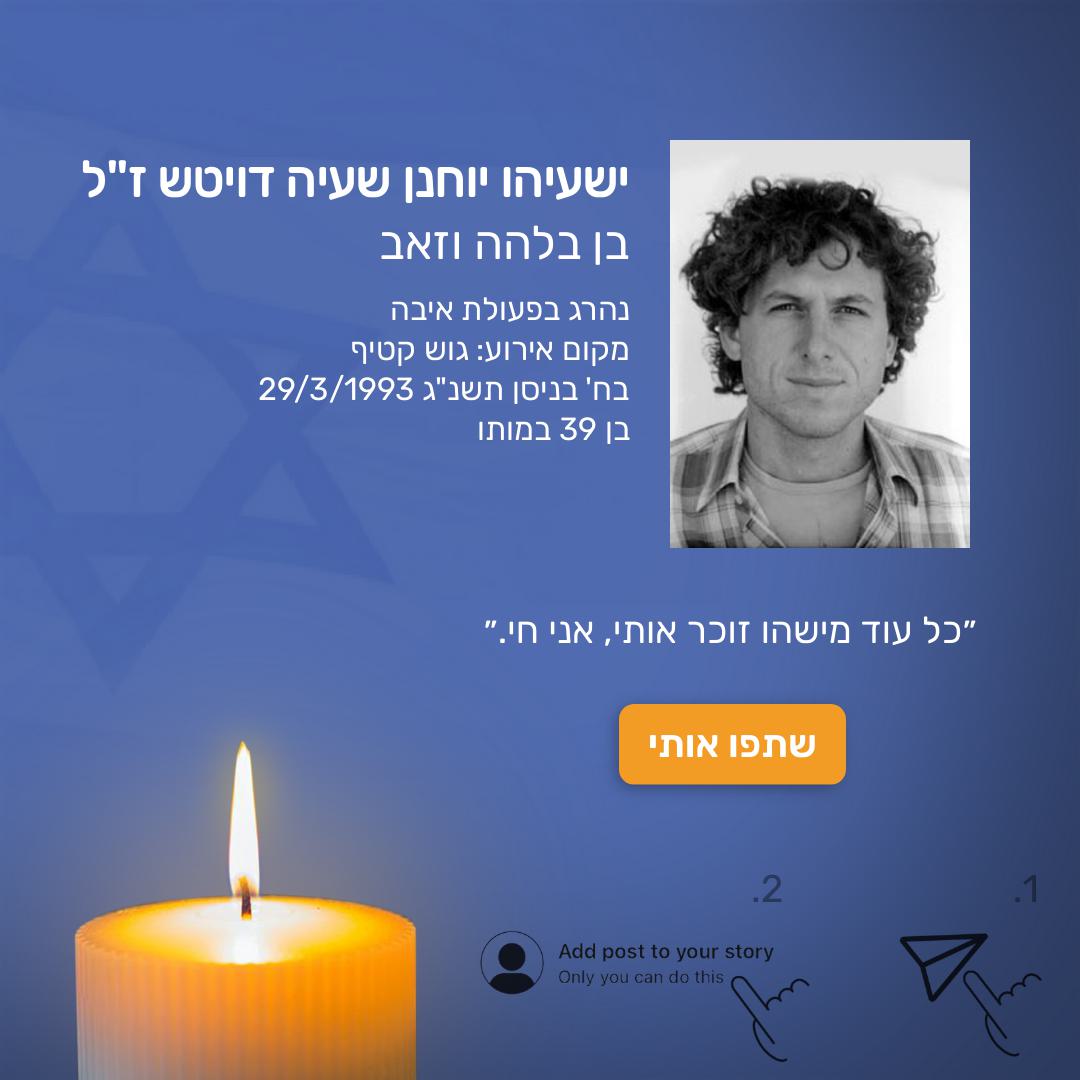 ישעיהו יוחנן שעיה דויטש ז"ל
בן בלהה וזאב
נהרג בפעולת איבה
מקום אירוע: גוש קטיף
בח' בניסן תשנ"ג 29/3/1993
בן 39 במותו
״כל עוד מישהו זוכר אותי, אני חי.״
שתפו אותי
1.
2.
Add post to your story
Only you can do this